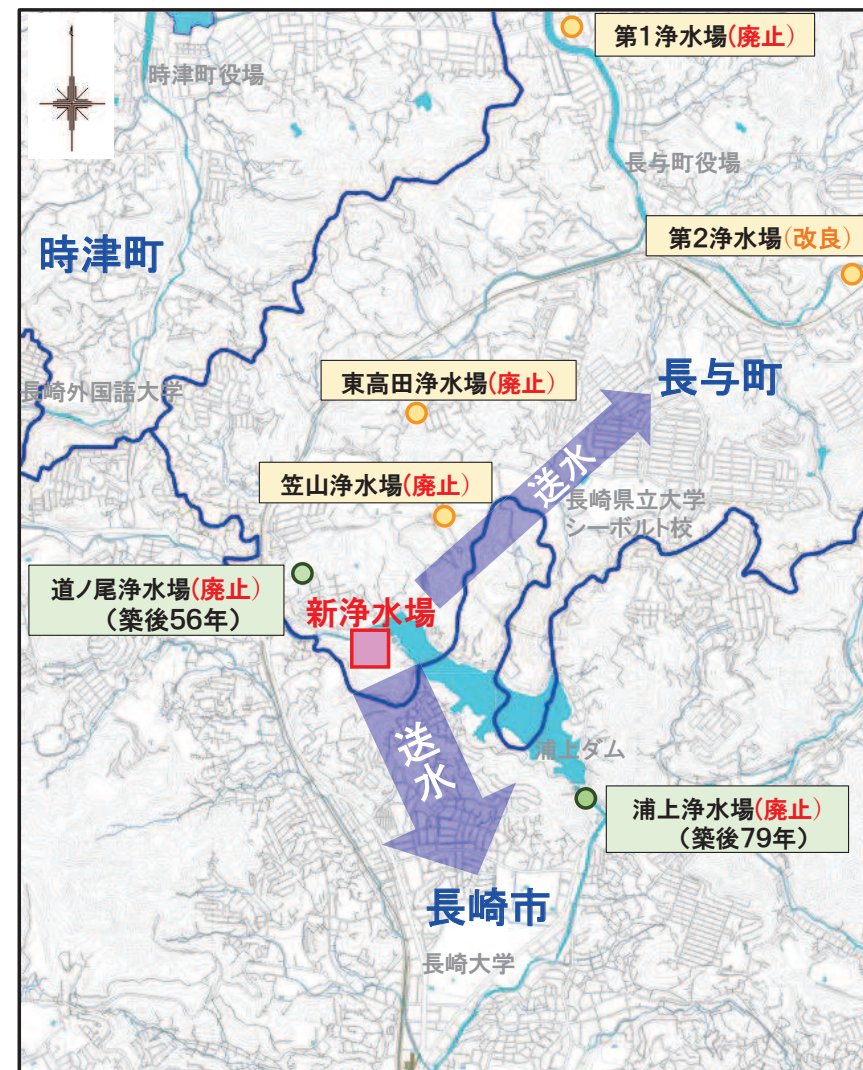 第1浄水場(廃止)
時津町役場
長与町役場
第2浄水場(改良)
時津町
長与町
東高田浄水場(廃止)
長崎外国語大学
送水
笠山浄水場(廃止)
長崎県立大学
シーボルト校
道ノ尾浄水場(廃止)
(築後56年)
新浄水場
送水
浦上ダム
浦上浄水場(廃止)
(築後79年)
長崎市
長崎大学